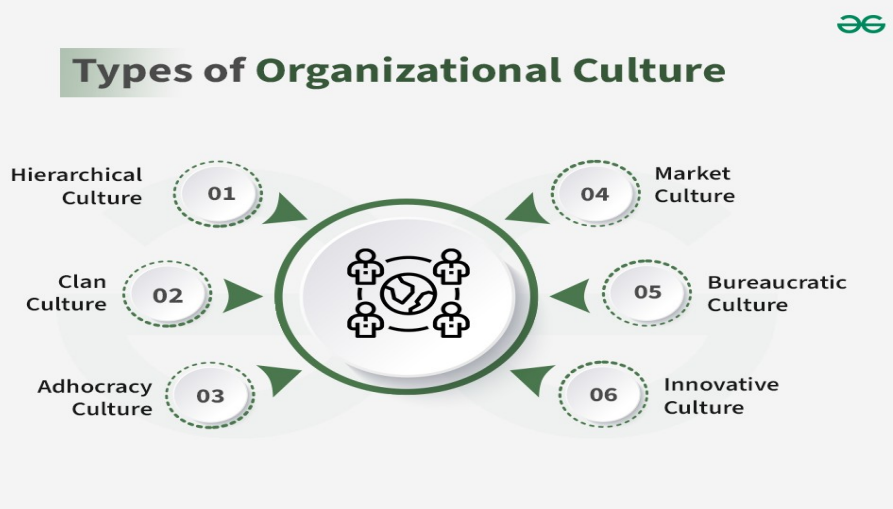 Types of Organizational Culture
Hierarchical
Culture
01
Clan
Culture
02
Adhocracy
Culture
03
04
Market
Culture
05
Bureaucratic
Culture
06
Innovative
Culture